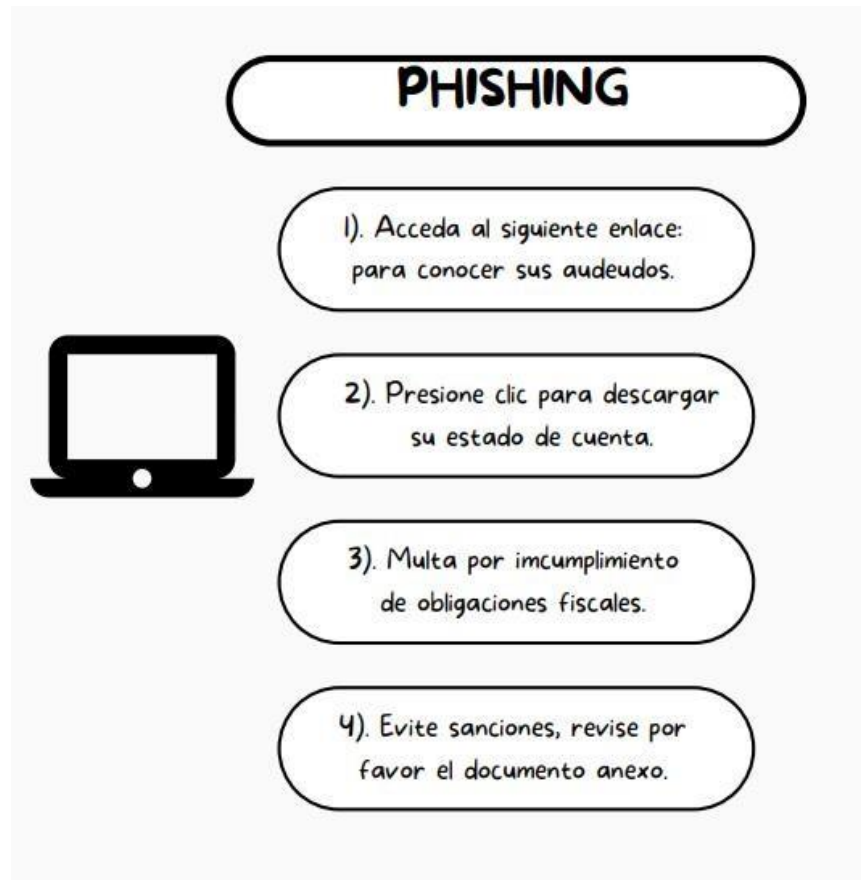 PHISHING
1). Acceda al siguiente enlace:
para conocer sus audeudos.
2). Presione clic para descargar
su estado de cuenta.
3). Multa por imcumplimiento
de obligaciones fiscales.
4). Evite sanciones, revise por
favor el documento anexo.